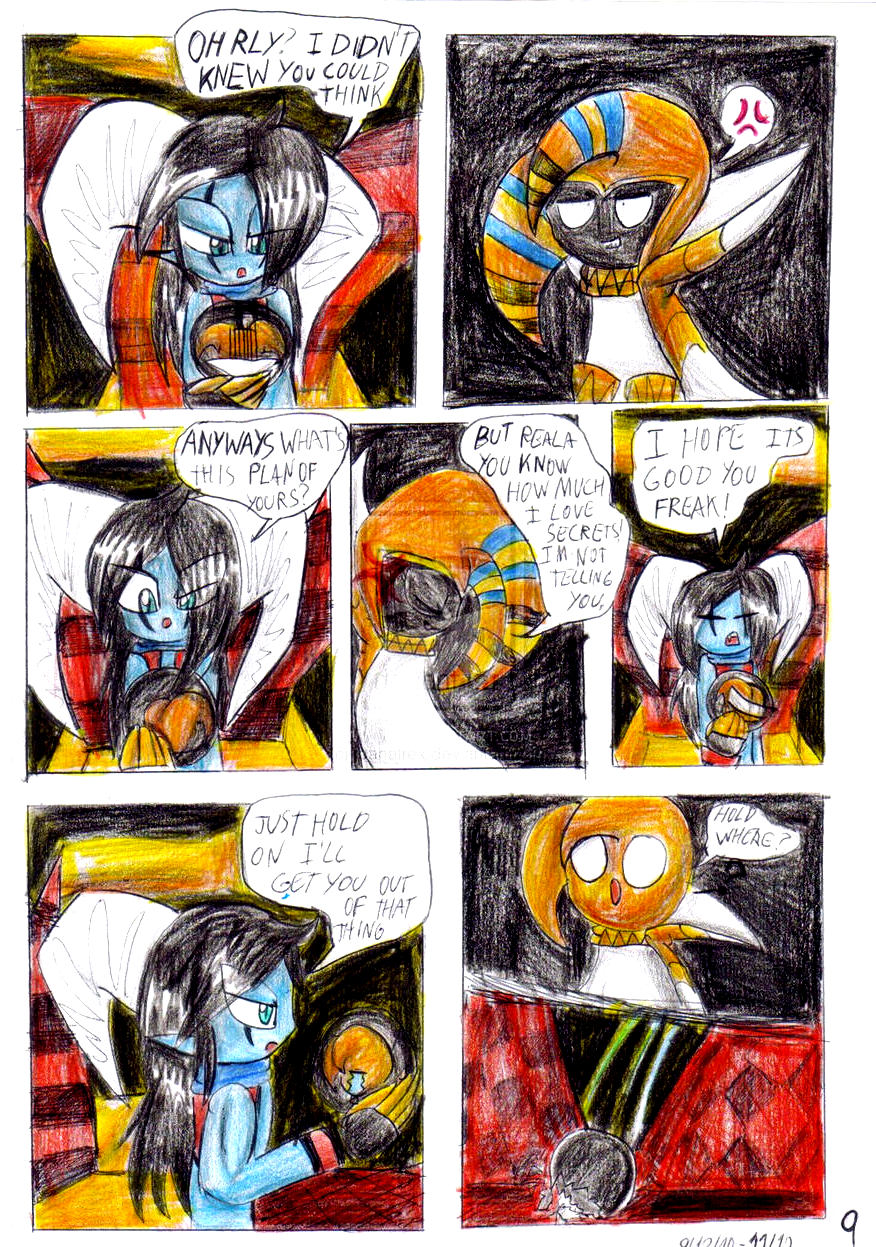 OH RLY? I DIDN'T
KNEW YOU COULD
THINK
ANYWAYS WHAT'S
THIS PLAN OF
YOURS?
BUT REALA
YOU KNOW
HOW MUCH
I LOVE
SECRETS!
I'M NOT
TELLING
YOU,
I HOPE ITS
GOOD YOU
FREAK!
JUST HOLD
ON I'LL
GET YOU OUT
OF THAT
THING
HOLD
WHERE?
9